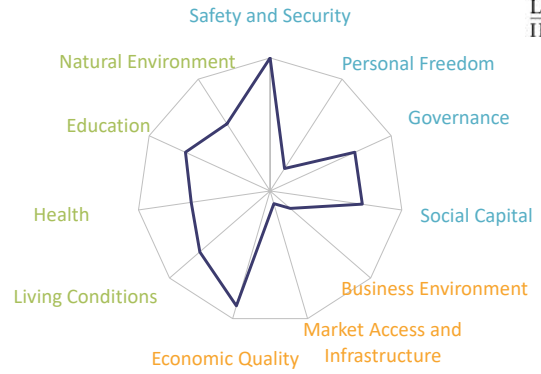 Safety and Security
Natural Environment
Personal Freedom
Education
Governance
Health
Social Capital
Living Conditions
Business Environment
Market Access and
Infrastructure
Economic Quality